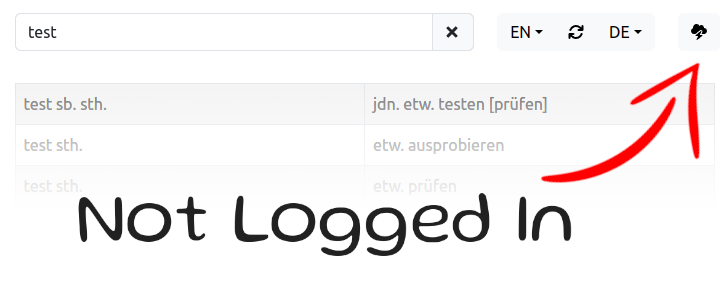 test
EN
DE
test sb. sth.
jdn. etw. testen [prüfen]
test sth.
etw. ausprobieren
test sth.
etw. prüfen
Not Logged In